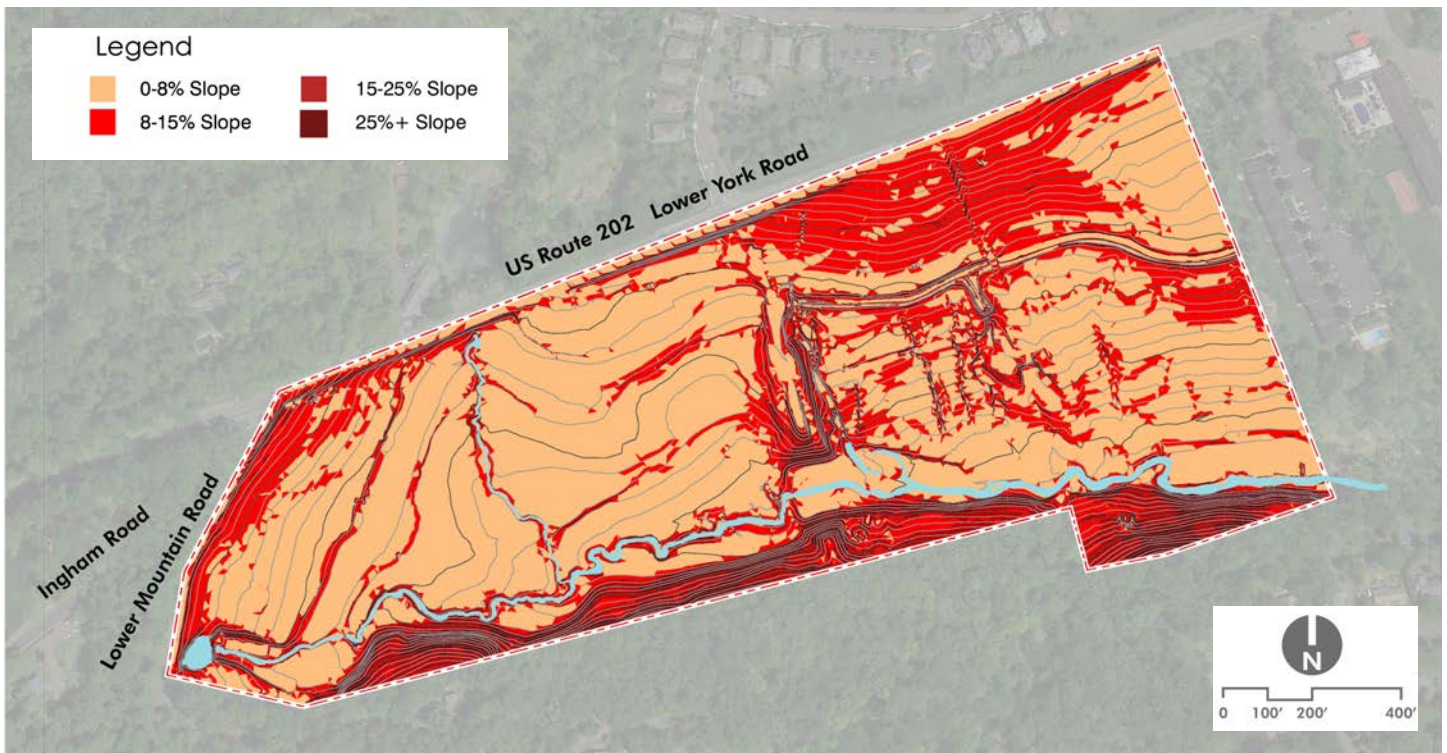 Legend
0-8% Slope
15-25% Slope
8-15% Slope
25%+ Slope
US Route 202 Lower York Road
Ingham Road
Lower Mountain Road
N
0 100' 200' 400'